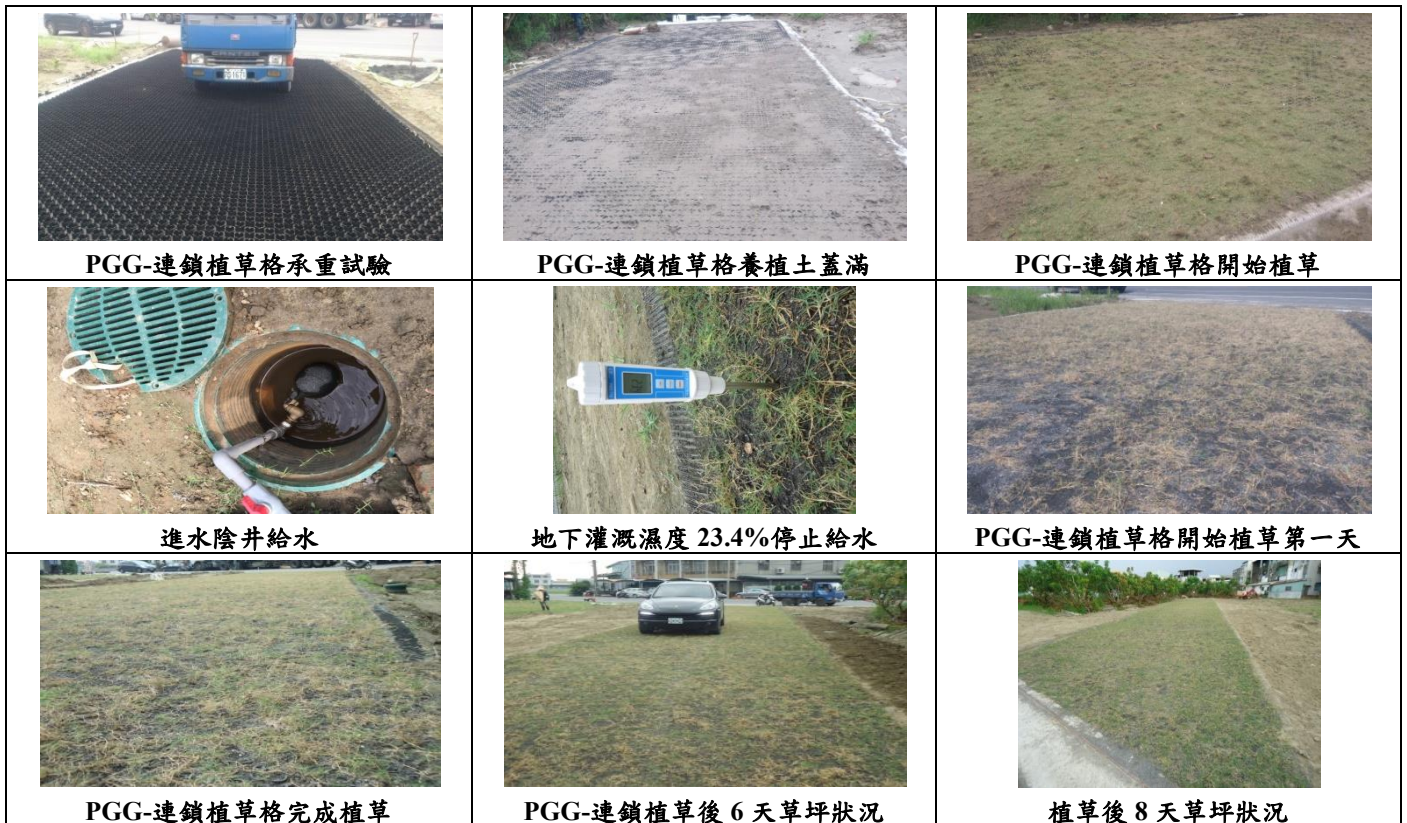 PGG-連鎖植草格承重試驗
PGG-連鎖植草格養植土蓋滿
PGG-連鎖植草格開始植草
進水陰井給水
地下灌溉濕度 23.4%停止給水
PGG-連鎖植草格開始植草第一天
PGG-連鎖植草格完成植草
PGG-連鎖植草後 6 天草坪狀況
植草後 8 天草坪狀況